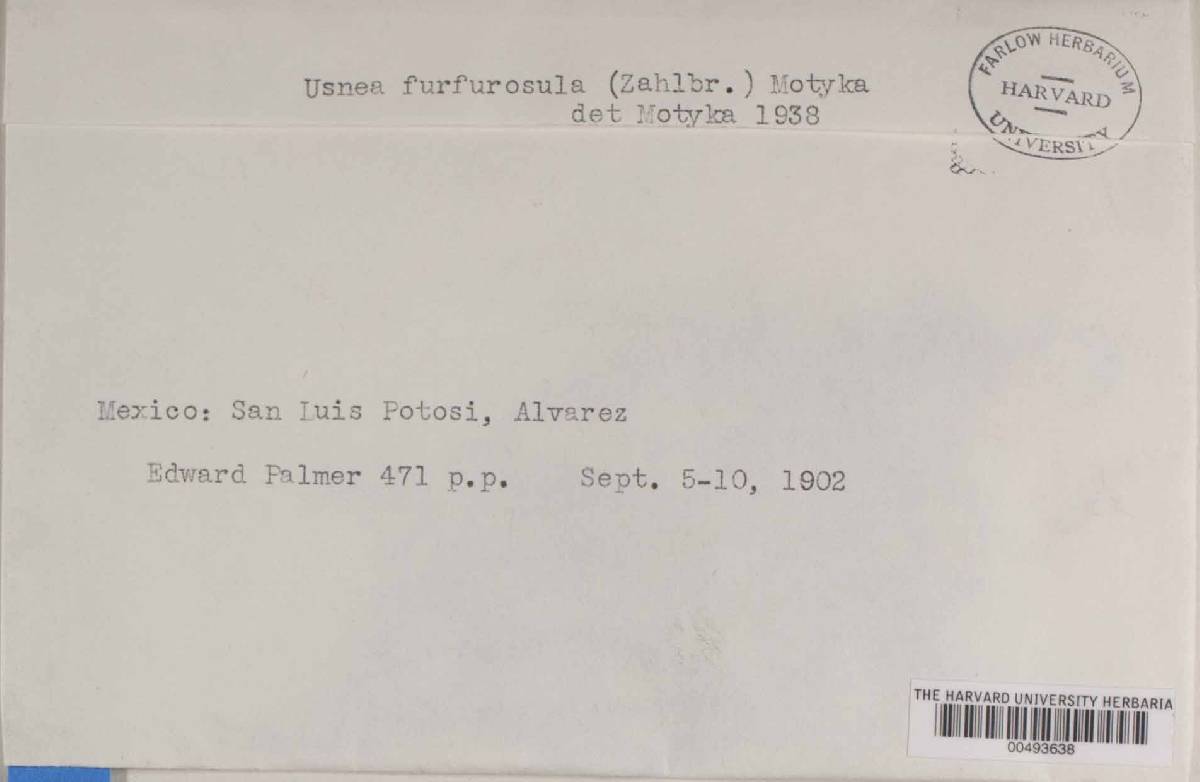 Usnea furfurosula (Zahlbr.) Motyka
det Motyka 1938
FARLOW HERBARIUM
HARVARD
UNIVERSITY
Mexico: San Luis Potosi, Alvarez
Edward Palmer 471 p.p. Sept. 5-10, 1902
THE HARVARD UNIVERSITY HERBARIA
00493638